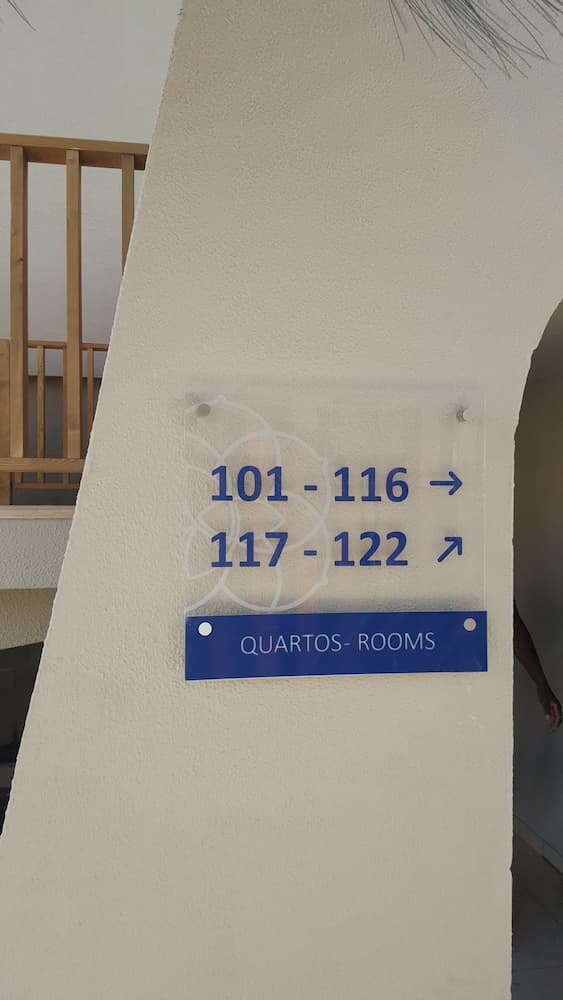 101 - 116 →
117 - 122 ↗
QUARTOS- ROOMS